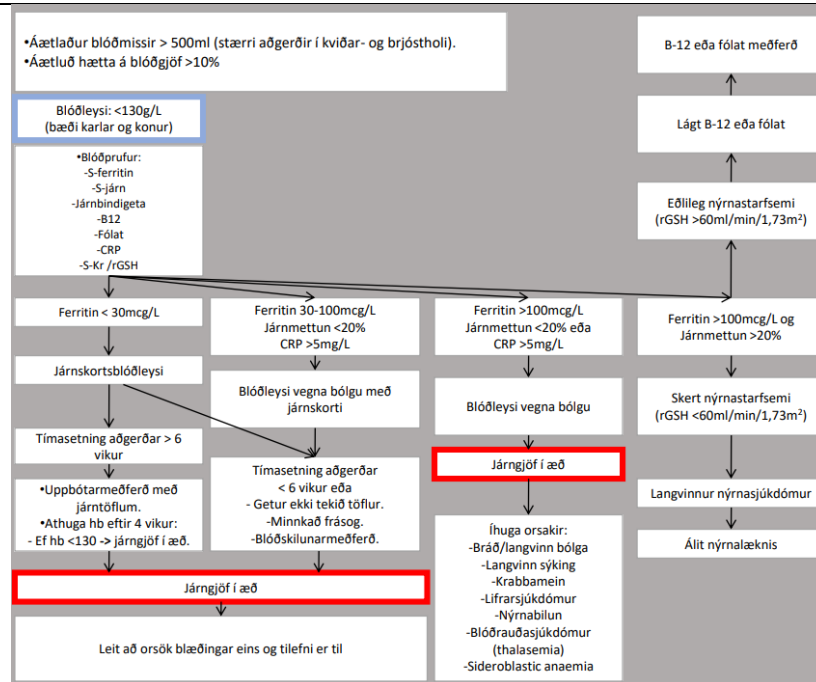 •Áætlaður blóðmissir > 500ml (stærri aðgerðir í kviðar- og brjóstholi).
•Áætluð hætta á blóðgjöf >10%
Blóðleysi: <130g/L
(bæði karlar og konur)
•Blóðprufur:
-S-ferritin
-S-járn
-Járnbindigeta
-B12
-Fólat
-CRP
-S-Kr /rGSH
B-12 eða fólat meðferð
Lágt B-12 eða fólat
Eðlileg nýrnastarfsemi
(rGSH >60ml/min/1,73m²)
Ferritin < 30mcg/L
Járnskortsblóðleysi
Tímasetning aðgerðar > 6
vikur
•Uppbótarmeðferð með
járntöflum.
•Athuga hb eftir 4 vikur:
- Ef hb <130 -> járngjöf í æð.
Ferritin 30-100mcg/L
Járnmettun <20%
CRP >5mg/L
Blóðleysi vegna bólgu með
járnskorti
Tímasetning aðgerðar
< 6 vikur eða
- Getur ekki tekið töflur.
-Minnkað frásog.
-Blóðskilunarmeðferð.
Járngjöf í æð
Leit að orsök blæðingar eins og tilefni er til
Ferritin >100mcg/L
Járnmettun <20% eða
CRP >5mg/L
Blóðleysi vegna bólgu
Járngjöf í æð
Íhuga orsakir:
-Bráð/langvinn bólga
-Langvinn sýking
-Krabbamein
-Lifrarsjúkdómur
-Nýrnabilun
-Blóðrauðasjúkdómur
(thalasemia)
-Sideroblastic anaemia
Ferritin >100mcg/L og
Járnmettun >20%
Skert nýrnastarfsemi
(rGSH <60ml/min/1,73m²)
Langvinnur nýrnasjúkdómur
Álit nýrnalæknis